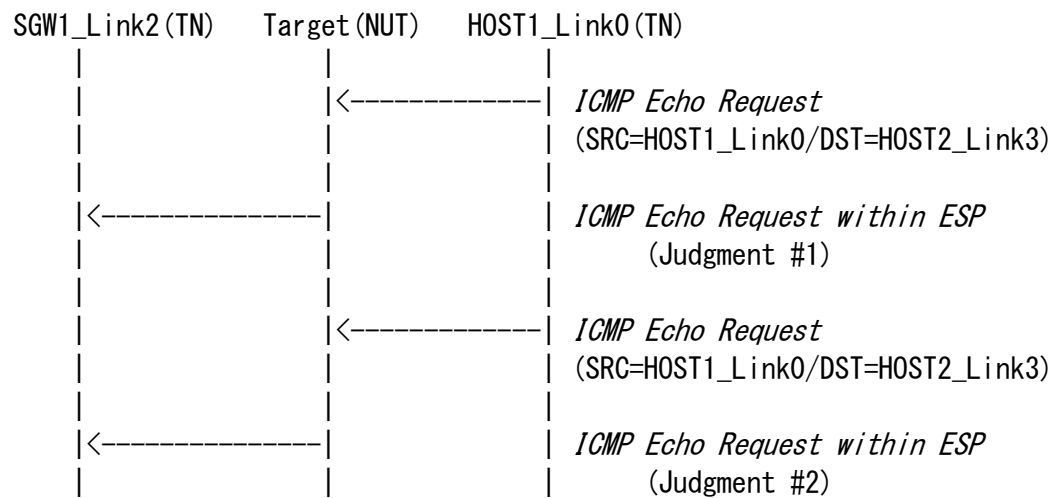 SGW1_Link2(TN) Target(NUT) HOST1_Link0(TN)
ICMP Echo Request
(SRC=HOST1_Link0/DST=HOST2_Link3)
ICMP Echo Request within ESP
(Judgment #1)
ICMP Echo Request
(SRC=HOST1_Link0/DST=HOST2_Link3)
ICMP Echo Request within ESP
(Judgment #2)